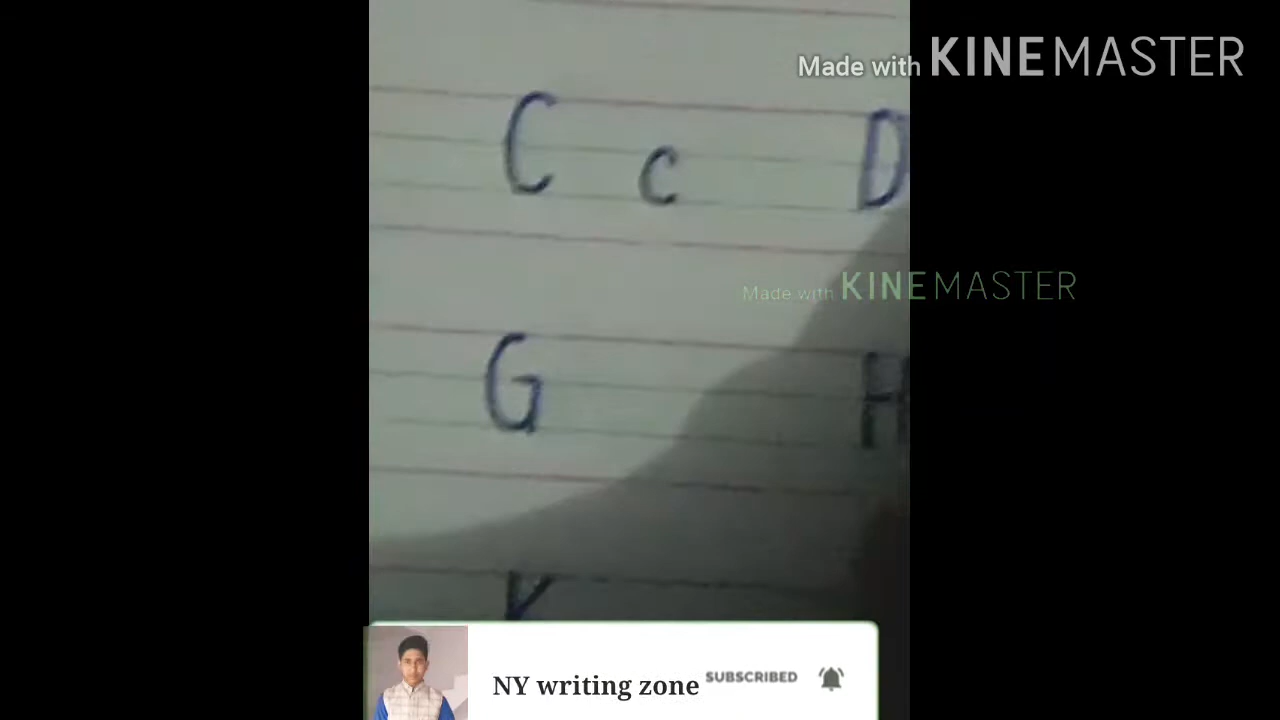 Made with KINEMASTER
C c D
Made with KINEMASTER
G H
K
NY writing zone SUBSCRIBED